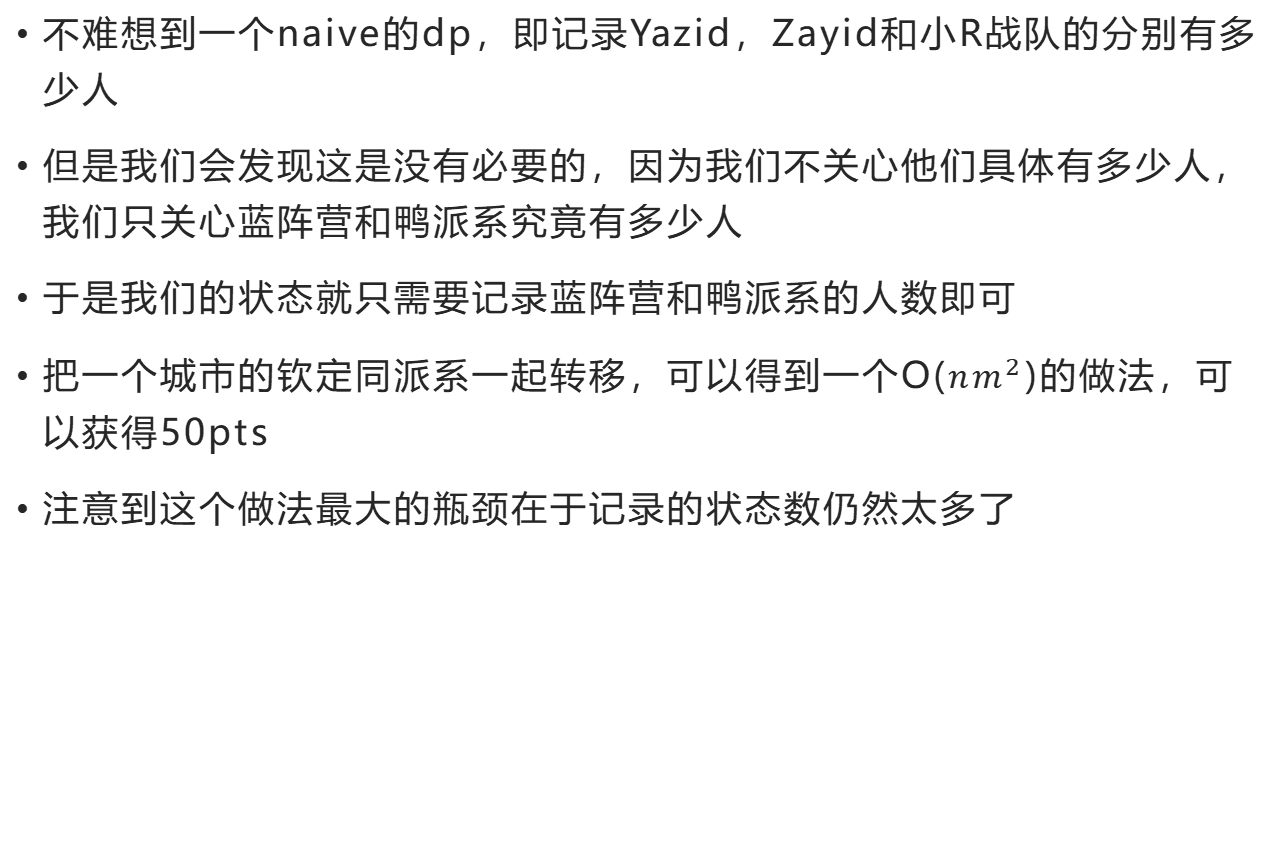 • 不难想到一个naive的dp，即记录Yazid，Zayid和小R战队的分别有多
少人
• 但是我们会发现这是没有必要的，因为我们不关心他们具体有多少人，
我们只关心蓝阵营和鸭派系究竟有多少人
• 于是我们的状态就只需要记录蓝阵营和鸭派系的人数即可
• 把一个城市的钦定同派系一起转移，可以得到一个O(nm²)的做法，可
以获得50pts
• 注意到这个做法最大的瓶颈在于记录的状态数仍然太多了